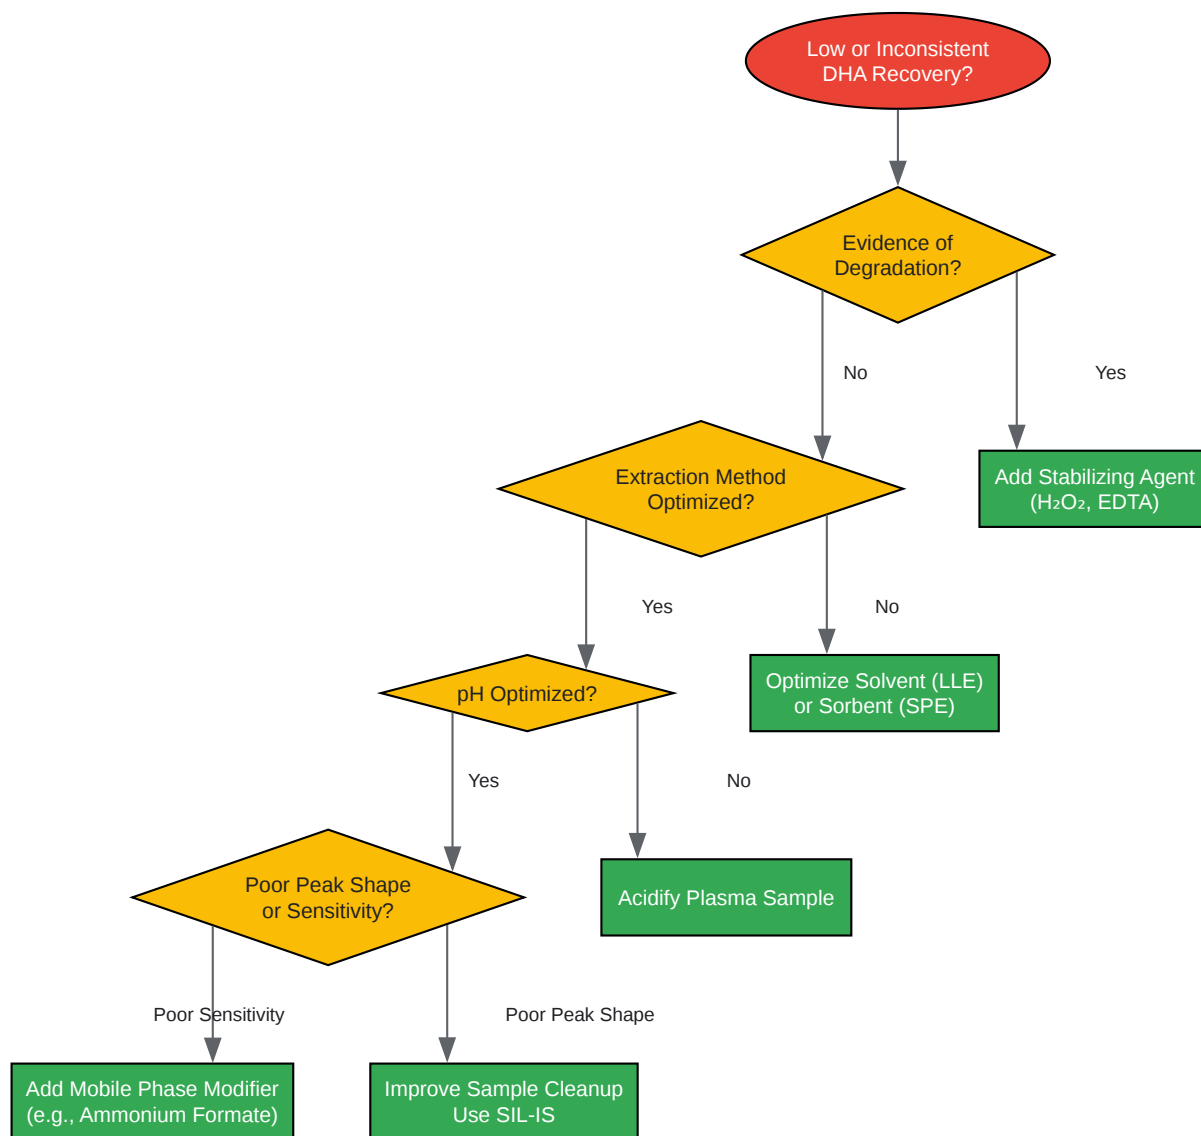 Low or Inconsistent
DHA Recovery?
Evidence of
Degradation?
No
Yes
Extraction Method
Optimized?
Add Stabilizing Agent
(H₂O₂, EDTA)
Yes
No
pH Optimized?
Optimize Solvent (LLE)
or Sorbent (SPE)
Yes
No
Poor Peak Shape
or Sensitivity?
Acidify Plasma Sample
Poor Sensitivity
Poor Peak Shape
Add Mobile Phase Modifier
(e.g., Ammonium Formate)
Improve Sample Cleanup
Use SIL-IS